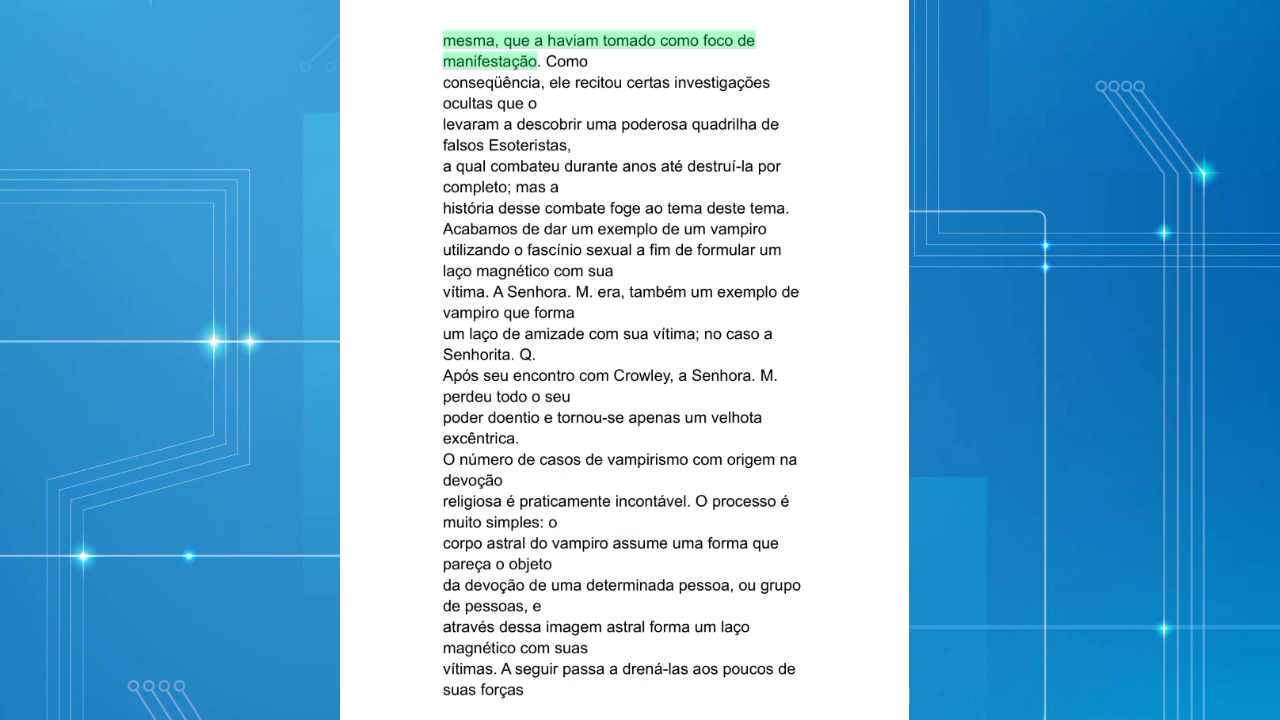 mesma, que a haviam tomado como foco de
manifestação. Como
conseqüência, ele recitou certas investigações
ocultas que o
levaram a descobrir uma poderosa quadrilha de
falsos Esoteristas,
a qual combateu durante anos até destruí-la por
completo; mas a
história desse combate foge ao tema deste tema.
Acabamos de dar um exemplo de um vampiro
utilizando o fascínio sexual a fim de formular um
laço magnético com sua
vítima. A Senhora. M. era, também um exemplo de
vampiro que forma
um laço de amizade com sua vítima; no caso a
Senhorita. Q.
Após seu encontro com Crowley, a Senhora. M.
perdeu todo o seu
poder doentio e tornou-se apenas um velhota
excêntrica.
O número de casos de vampirismo com origem na
devoção
religiosa é praticamente incontável. O processo é
muito simples: o
corpo astral do vampiro assume uma forma que
pareça o objeto
da devoção de uma determinada pessoa, ou grupo
de pessoas, e
através dessa imagem astral forma um laço
magnético com suas
vítimas. A seguir passa a drená-las aos poucos de
suas forças